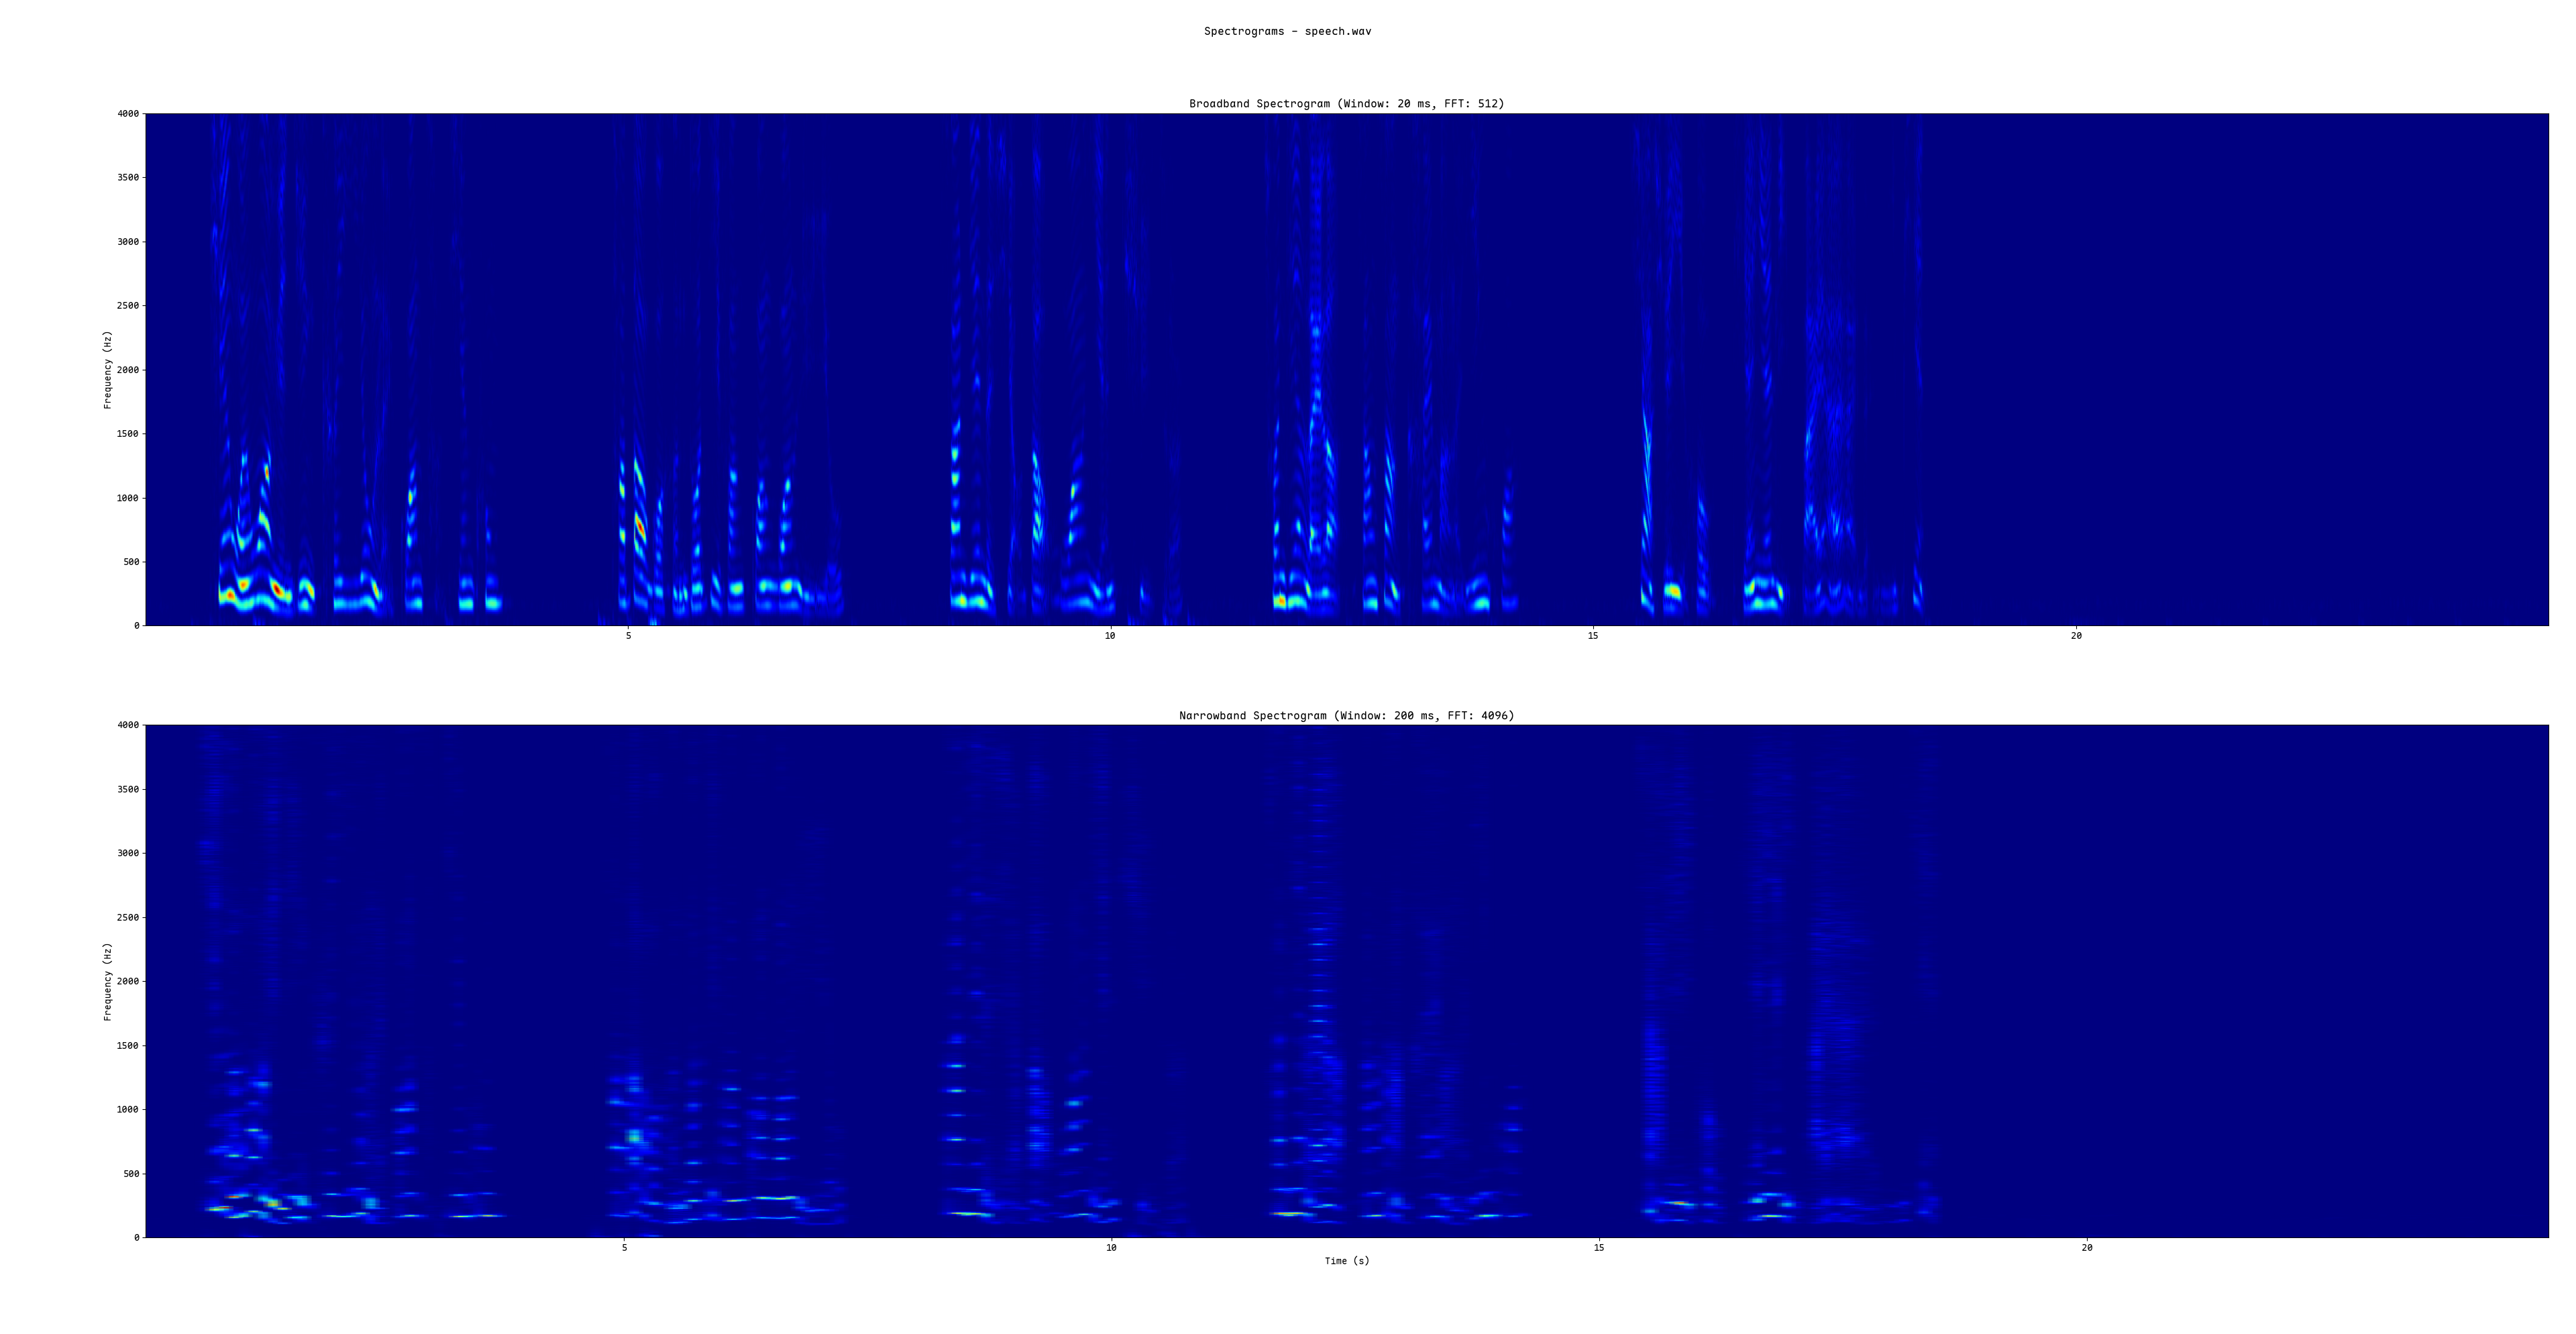 Spectrograms - speech.wav
Broadband Spectrogram (Window: 20 ms, FFT: 512)
4000
3500
3000
2500
2000
1500
1000
500
0
Frequency (Hz)
5 10 15 20
Narrowband Spectrogram (Window: 200 ms, FFT: 4096)
4000
3500
3000
2500
2000
1500
1000
500
0
Frequency (Hz)
5 10 15 20
Time (s)